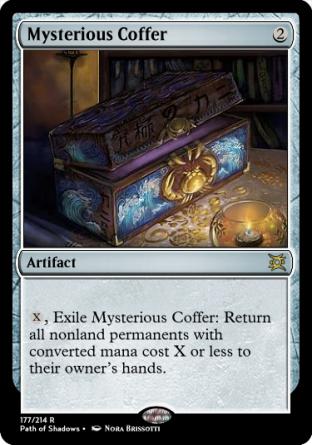 Mysterious Coffer 2
Artifact
X, Exile Mysterious Coffer: Return
all nonland permanents with
converted mana cost X or less to
their owner's hands.
177/214 R
Path of Shadows • Nora Brissotti